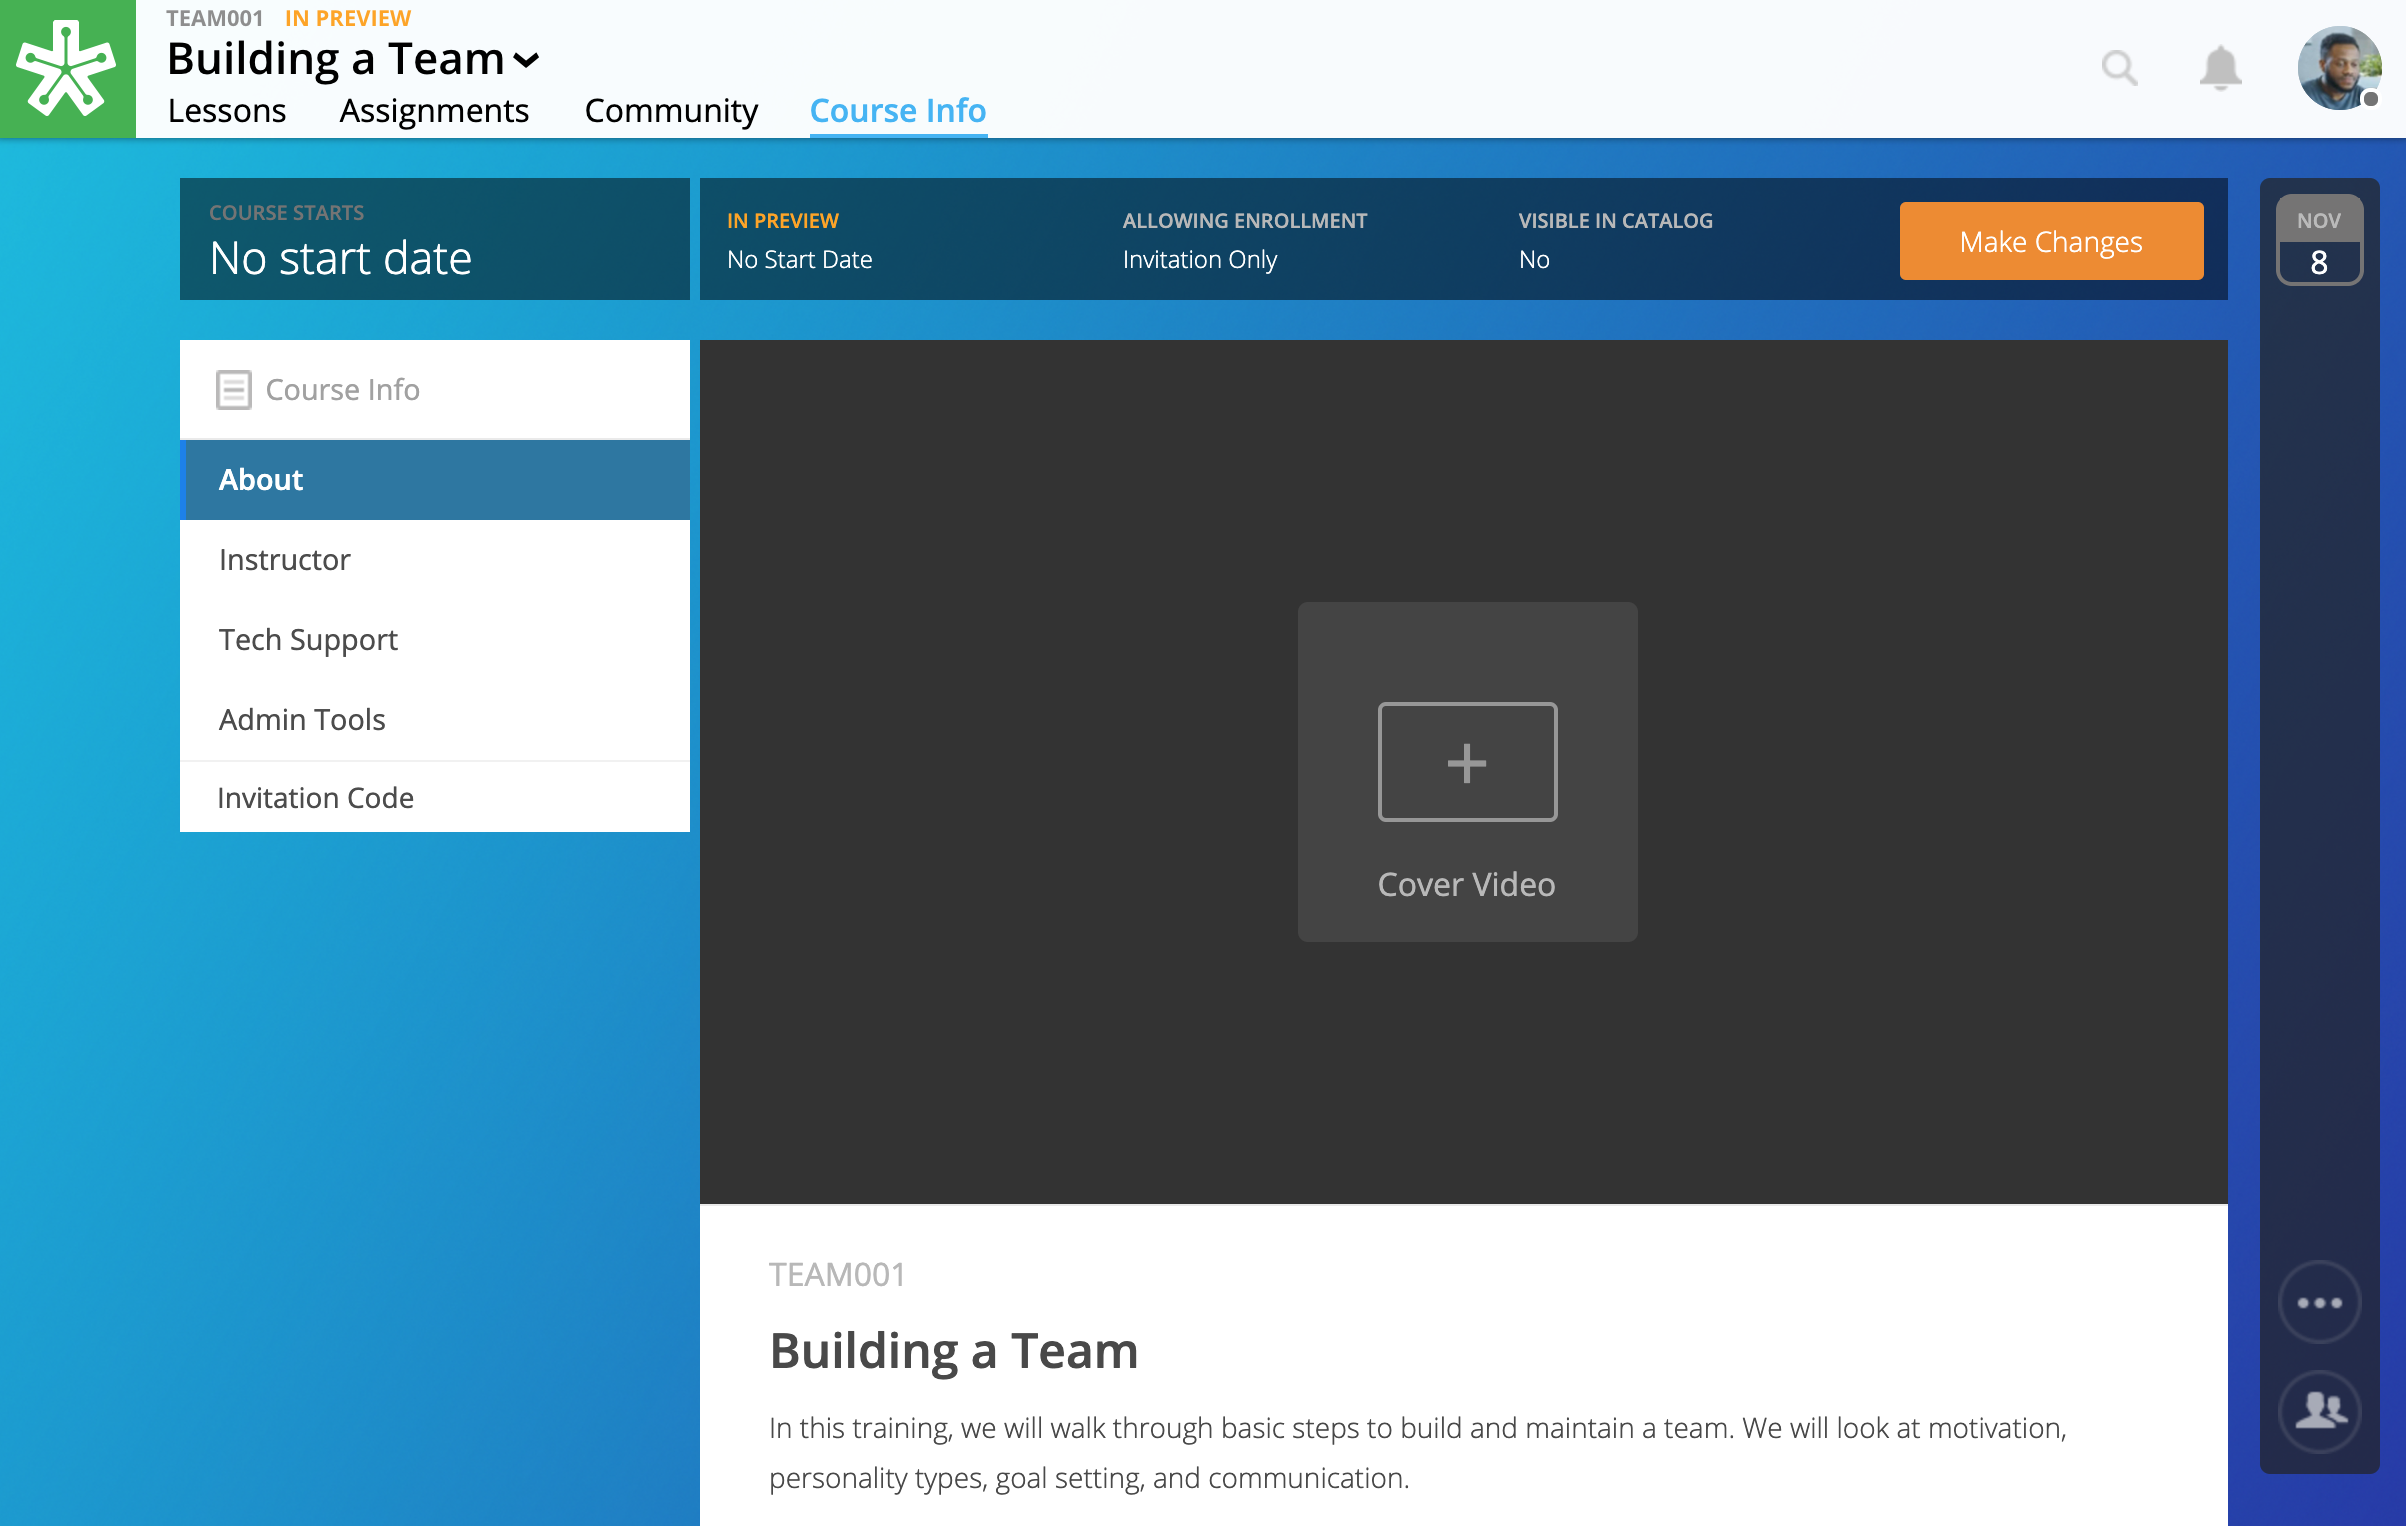 TEAM001 IN PREVIEW
Building a Team
Lessons Assignments Community Course Info
COURSE STARTS
No start date
IN PREVIEW
No Start Date
ALLOWING ENROLLMENT
Invitation Only
VISIBLE IN CATALOG
No
Make Changes
NOV
8
Course Info
About
Instructor
Tech Support
Admin Tools
Invitation Code
Cover Video
TEAM001
Building a Team
In this training, we will walk through basic steps to build and maintain a team. We will look at motivation,
personality types, goal setting, and communication.